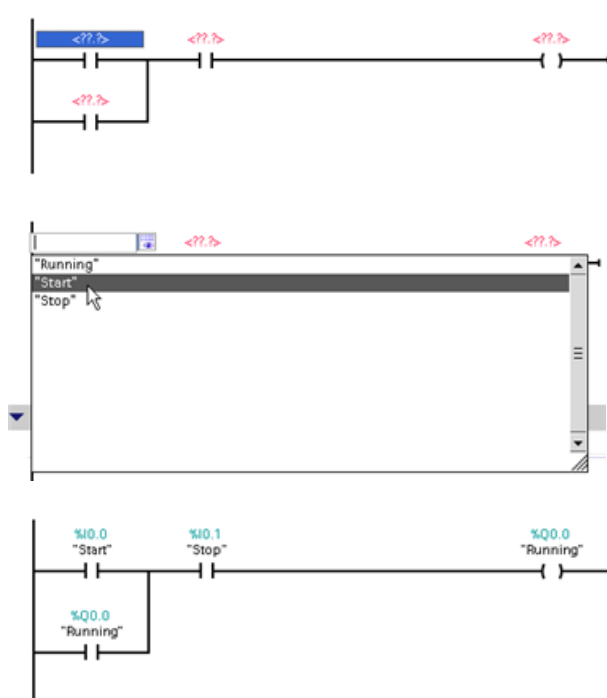 <??.?> <??.?> <??.?>
<??.?>
<??.?> <??.?>
"Running"
"Start"
"Stop"
%I0.0 %I0.1 %Q0.0
"Start" "Stop" "Running"
%Q0.0
"Running"